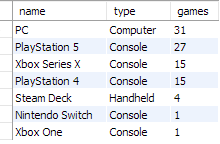 name type games
PC Computer 31
PlayStation 5 Console 27
Xbox Series X Console 15
PlayStation 4 Console 15
Steam Deck Handheld 4
Nintendo Switch Console 1
Xbox One Console 1